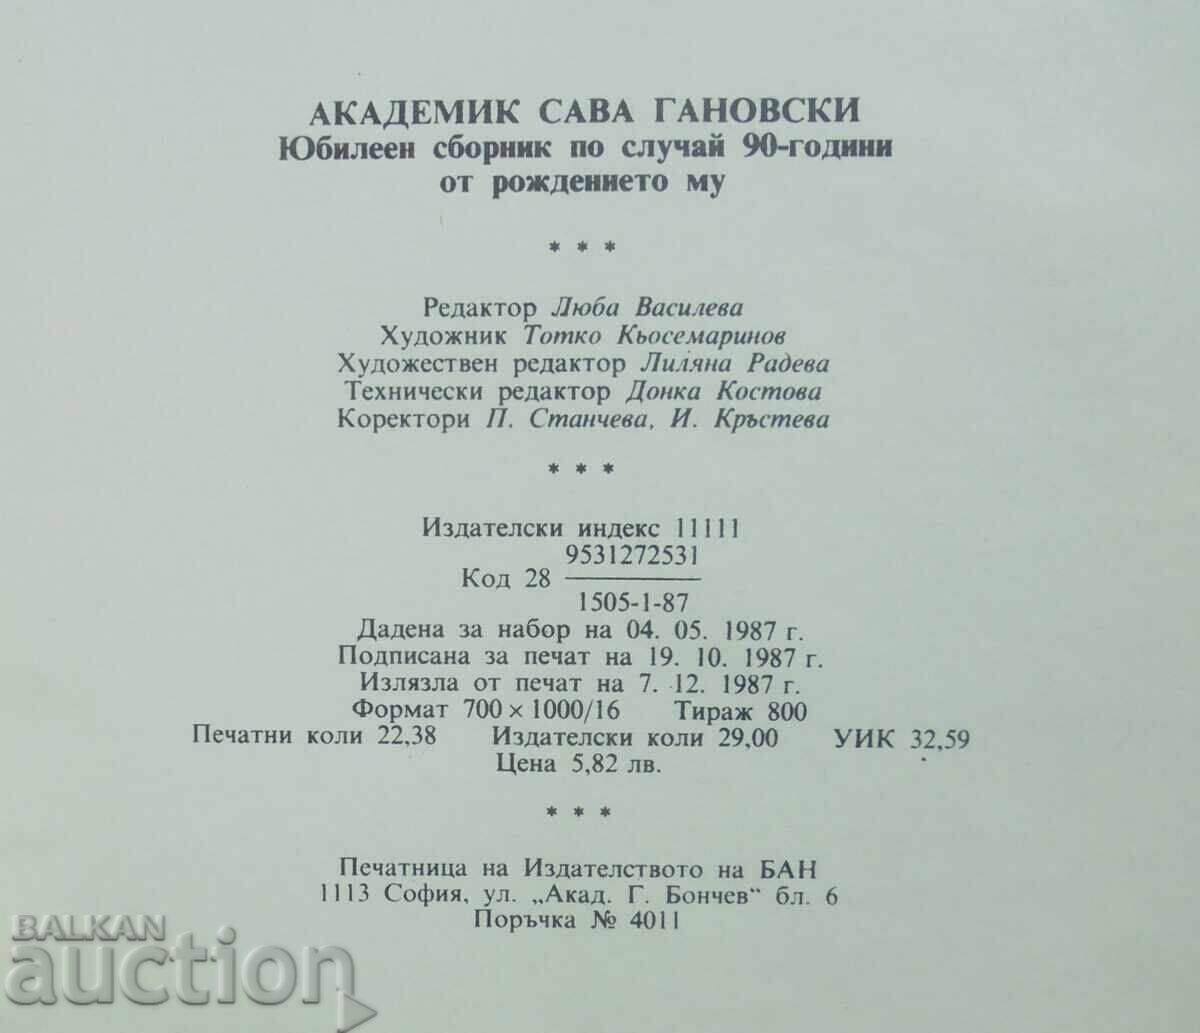 АКАДЕМИК САВА ГАНОВСКИ
Юбилеен сборник по случай 90-години
от рождението му
* * *
Редактор Люба Василева
Художник Тотко Кьосемаринов
Художествен редактор Лиляна Радева
Технически редактор Донка Костова
Коректори П. Станчева, И. Кръстева
* * *
Издателски индекс 11111
9531272531
Код 28
1505-1-87
Дадена за набор на 04. 05. 1987 г.
Подписана за печат на 19. 10. 1987 г.
Излязла от печат на 7. 12. 1987 г.
Формат 700 × 1000/16 Тираж 800
Печатни коли 22,38 Издателски коли 29,00 УИК 32,59
Цена 5,82 лв.
* * *
Печатница на Издателството на БАН
1113 София, ул. „Акад. Г. Бончев“ бл. 6
Поръчка № 4011
BALKAN
auction